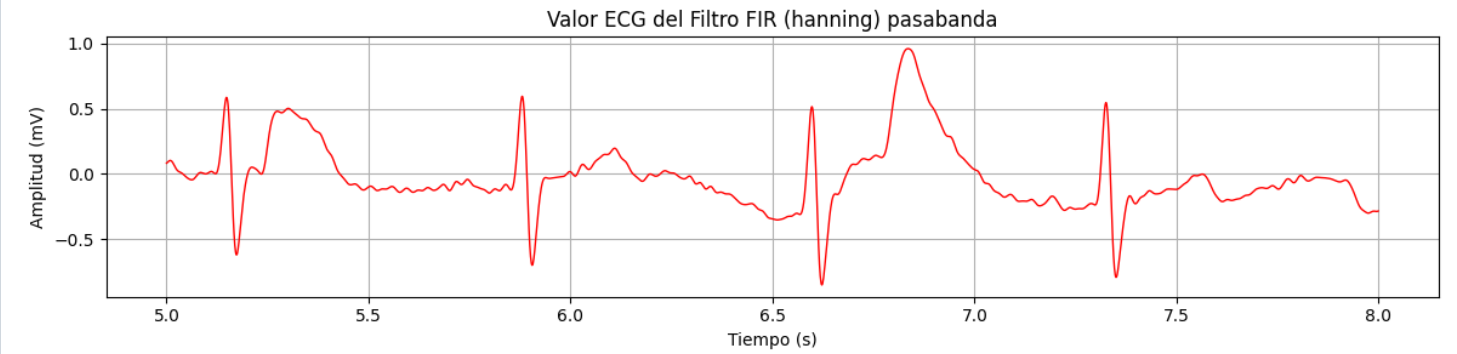 Valor ECG del Filtro FIR (hanning) pasabanda
1.0
0.5
0.0
−0.5
Amplitud (mV)
5.0 5.5 6.0 6.5 7.0 7.5 8.0
Tiempo (s)